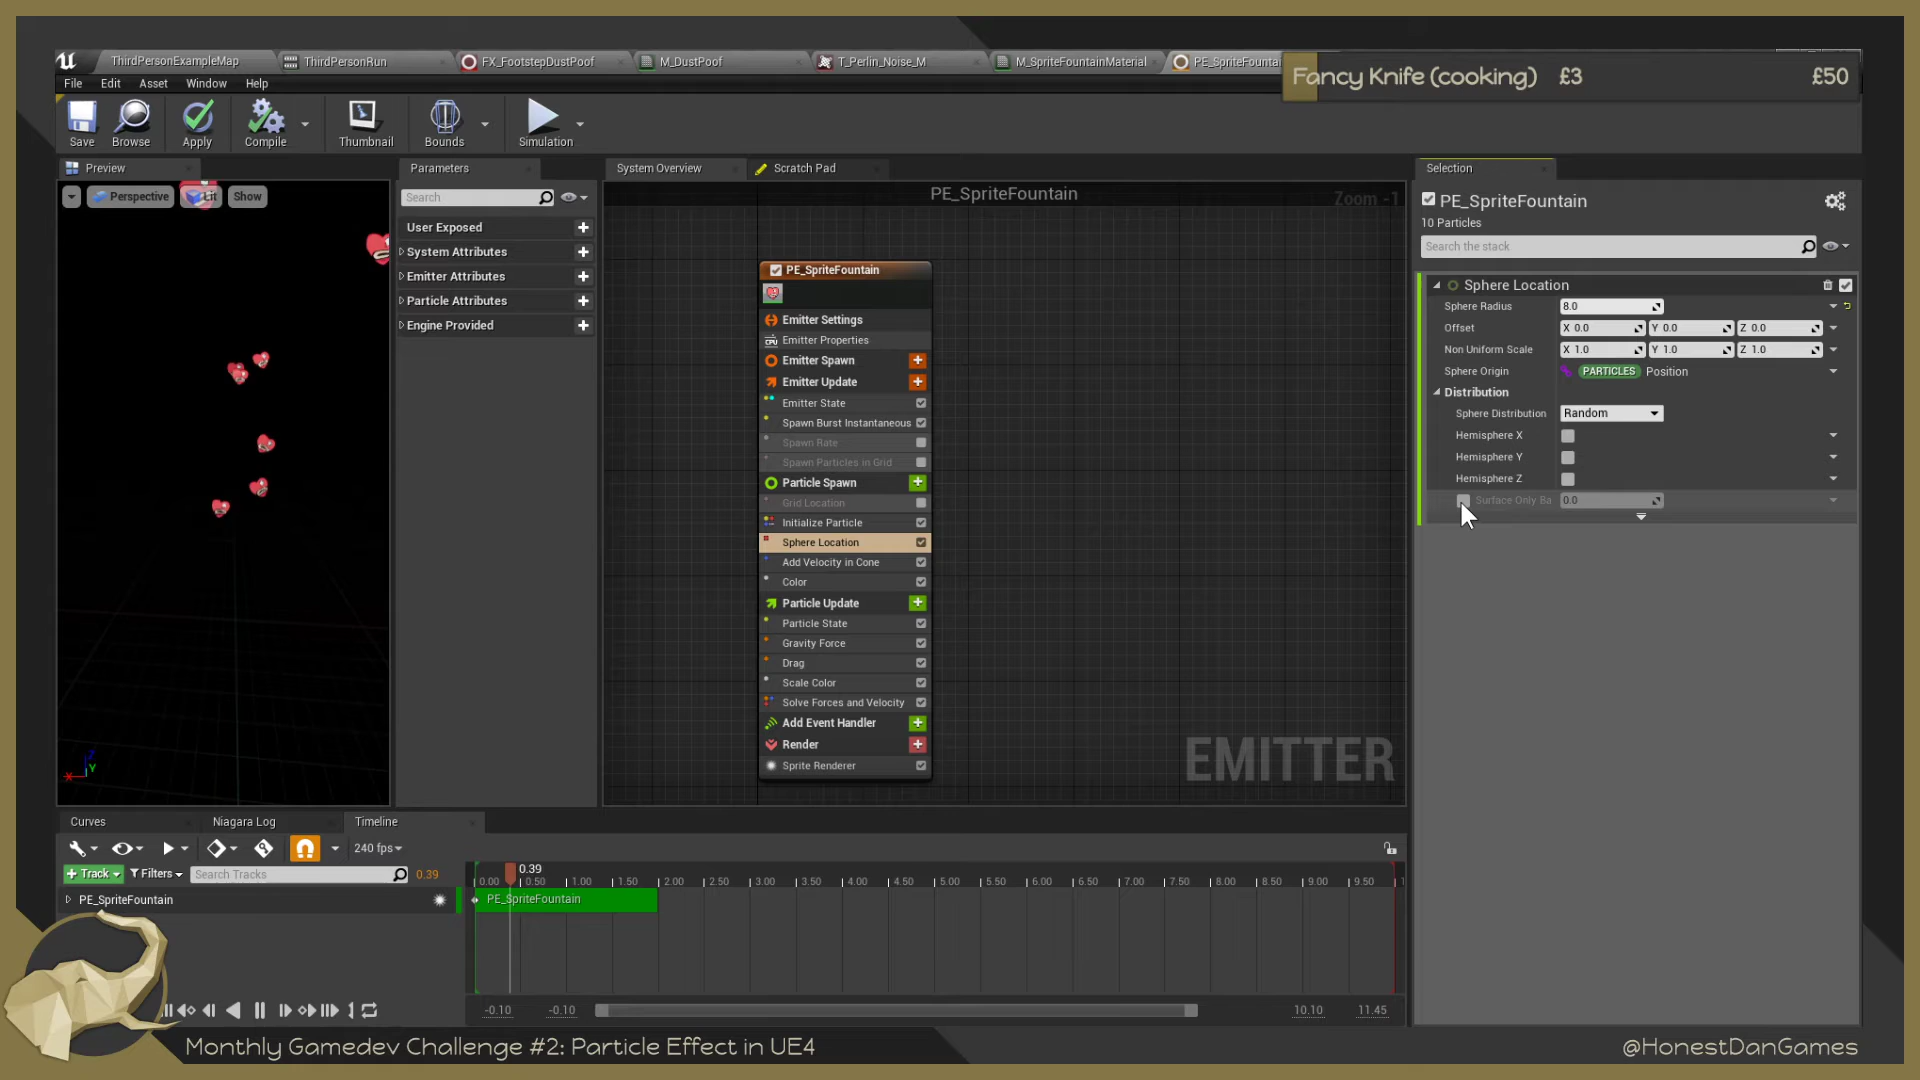 ThirdPersonExampleMap
ThirdPersonRun
FX_FootstepDustPoof
M_DustPoof
T_Perlin_Noise_M
M_SpriteFountainMaterial
PE_SpriteFountai
Fancy Knife (cooking) £3 £50
File Edit Asset Window Help
Save Browse Apply Compile Thumbnail Bounds Simulation
Preview
Perspective Lit Show
Parameters
Search
User Exposed
System Attributes
Emitter Attributes
Particle Attributes
Engine Provided
System Overview
Scratch Pad
PE_SpriteFountain
Zoom -1
PE_SpriteFountain
Emitter Settings
CPU Emitter Properties
Emitter Spawn
Emitter Update
Emitter State
Spawn Burst Instantaneous
Spawn Rate
Spawn Particles in Grid
Particle Spawn
Grid Location
Initialize Particle
Sphere Location
Add Velocity in Cone
Color
Particle Update
Particle State
Gravity Force
Drag
Scale Color
Solve Forces and Velocity
Add Event Handler
Render
Sprite Renderer
EMITTER
Selection
PE_SpriteFountain
10 Particles
Search the stack
Sphere Location
Sphere Radius 8.0
Offset X 0.0 Y 0.0 Z 0.0
Non Uniform Scale X 1.0 Y 1.0 Z 1.0
Sphere Origin PARTICLES Position
Distribution
Sphere Distribution Random
Hemisphere X
Hemisphere Y
Hemisphere Z
Surface Only Ba 0.0
Z
Y
X
Curves Niagara Log Timeline
240 fps
+ Track Filters Search Tracks 0.39
0.39
0.00 0.50 1.00 1.50 2.00 2.50 3.00 3.50 4.00 4.50 5.00 5.50 6.00 6.50 7.00 7.50 8.00 8.50 9.00 9.50 1
PE_SpriteFountain
PE_SpriteFountain
-0.10 -0.10 10.10 11.45
Monthly Gamedev Challenge #2: Particle Effect in UE4
@HonestDanGames